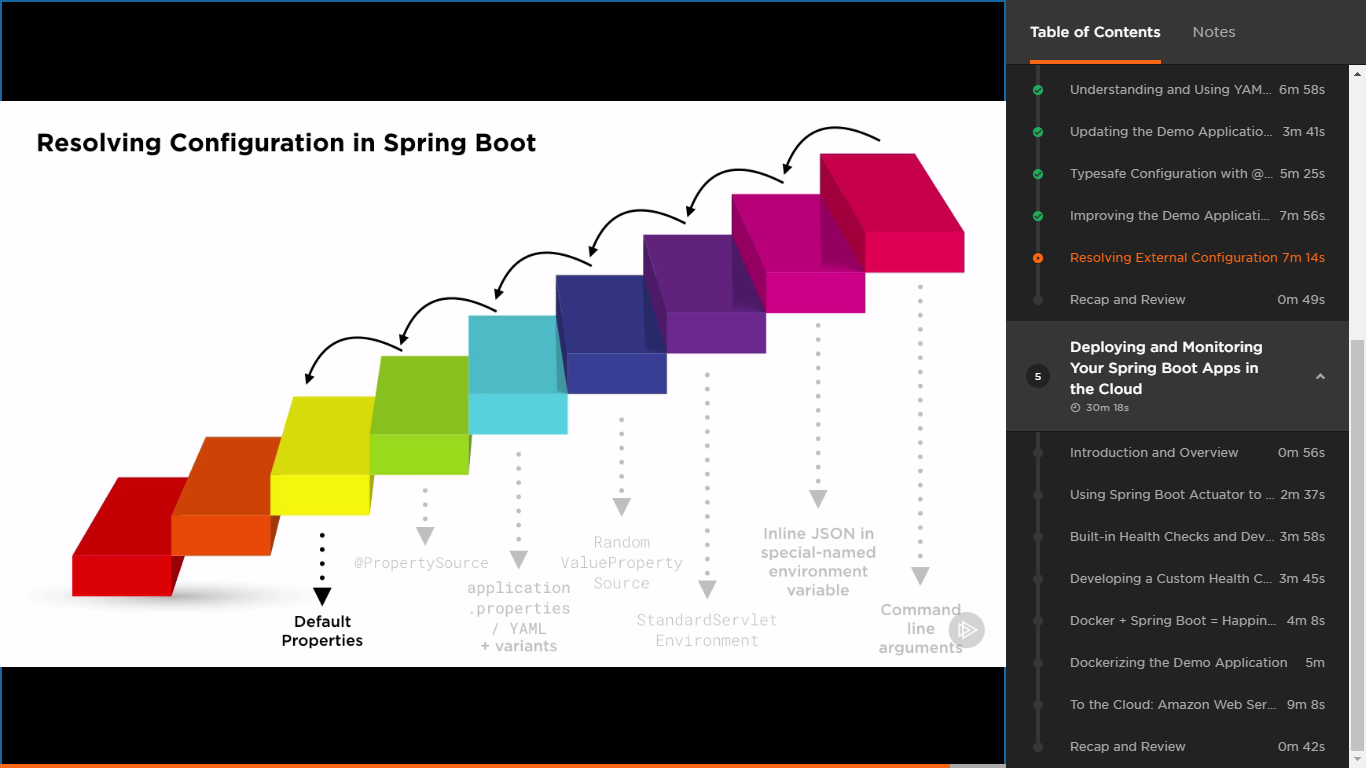 Resolving Configuration in Spring Boot
Default
Properties
@PropertySource
application
.properties
/ YAML
+ variants
Random
ValueProperty
Source
StandardServlet
Environment
Inline JSON in
special-named
environment
variable
Command
line
arguments
Table of Contents
Notes
Understanding and Using YAM... 6m 58s
Updating the Demo Applicatio... 3m 41s
Typesafe Configuration with @... 5m 25s
Improving the Demo Applicati... 7m 56s
Resolving External Configuration 7m 14s
Recap and Review 0m 49s
5
Deploying and Monitoring
Your Spring Boot Apps in
the Cloud
30m 18s
Introduction and Overview 0m 56s
Using Spring Boot Actuator to ... 2m 37s
Built-in Health Checks and Dev... 3m 58s
Developing a Custom Health C... 3m 45s
Docker + Spring Boot = Happin... 4m 8s
Dockerizing the Demo Application 5m
To the Cloud: Amazon Web Ser... 9m 8s
Recap and Review 0m 42s